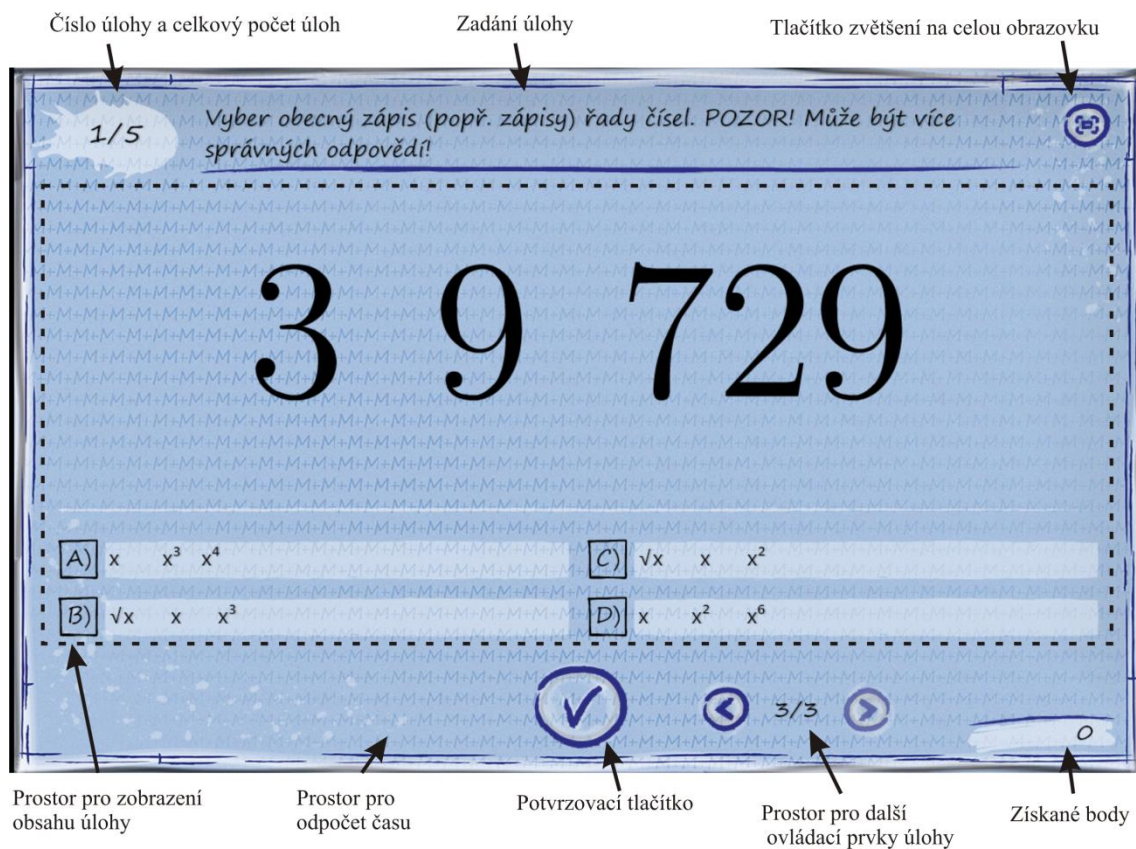 Číslo úlohy a celkový počet úloh
Zadání úlohy
Tlačítko zvětšení na celou obrazovku
1/5
Vyber obecný zápis (popř. zápisy) řady čísel. POZOR! Může být více
správných odpovědí!
3 9 729
A) x x³ x⁴
C) √x x x²
B) √x x x³
D) x x² x⁶
3/3
0
Prostor pro zobrazení
obsahu úlohy
Prostor pro
odpočet času
Potvrzovací tlačítko
Prostor pro další
ovládací prvky úlohy
Získané body